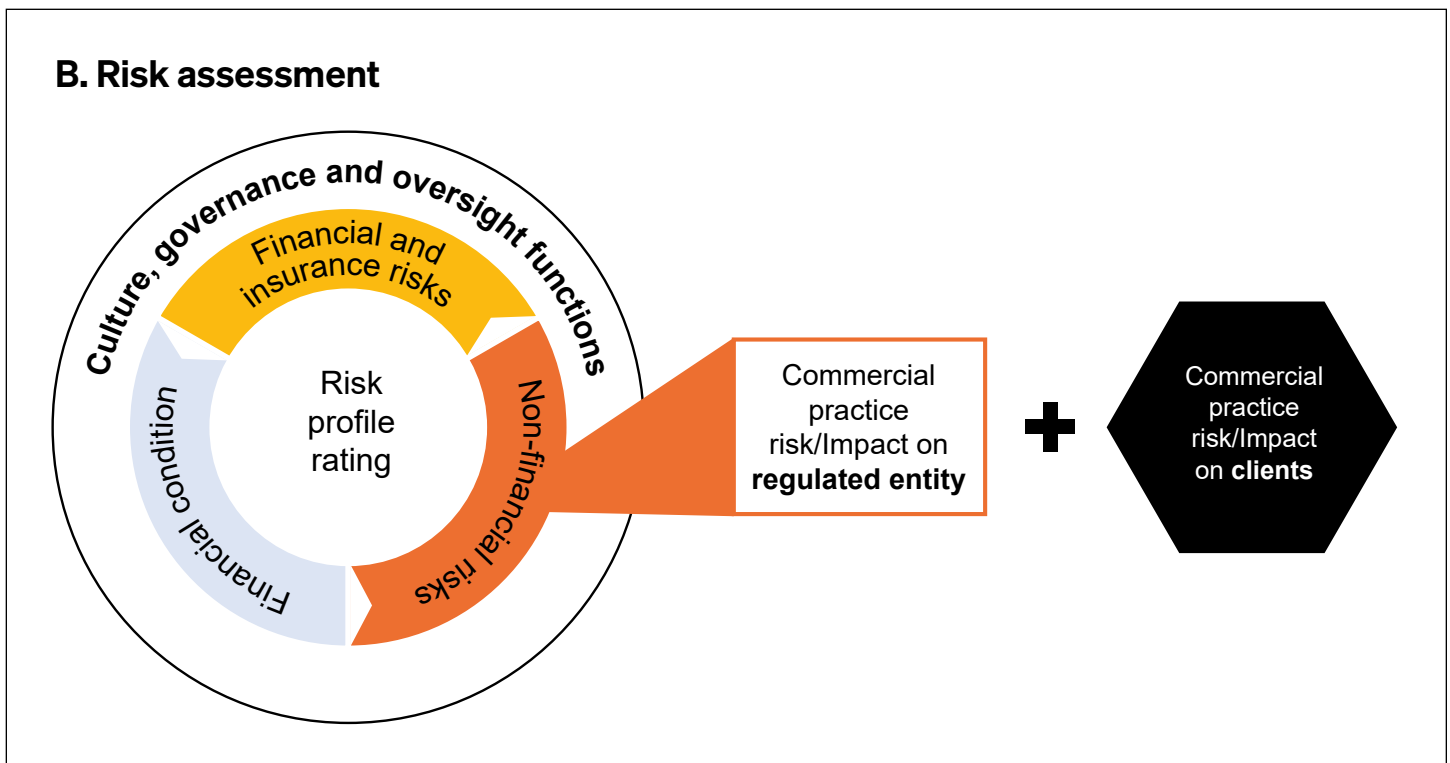 B. Risk assessment
Culture, governance and oversight functions
Financial and
insurance risks
Financial condition
Risk
profile
rating
Non-financial risks
Commercial
practice
risk/Impact on
regulated entity
+
Commercial
practice
risk/Impact
on clients